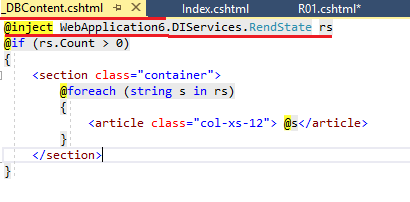 _DBContent.cshtml Index.cshtml R01.cshtml*
@inject WebApplication6.DIServices.RendState rs
@if (rs.Count > 0)
{
<section class="container">
@foreach (string s in rs)
{
<article class="col-xs-12"> @s</article>
}
</section>
}